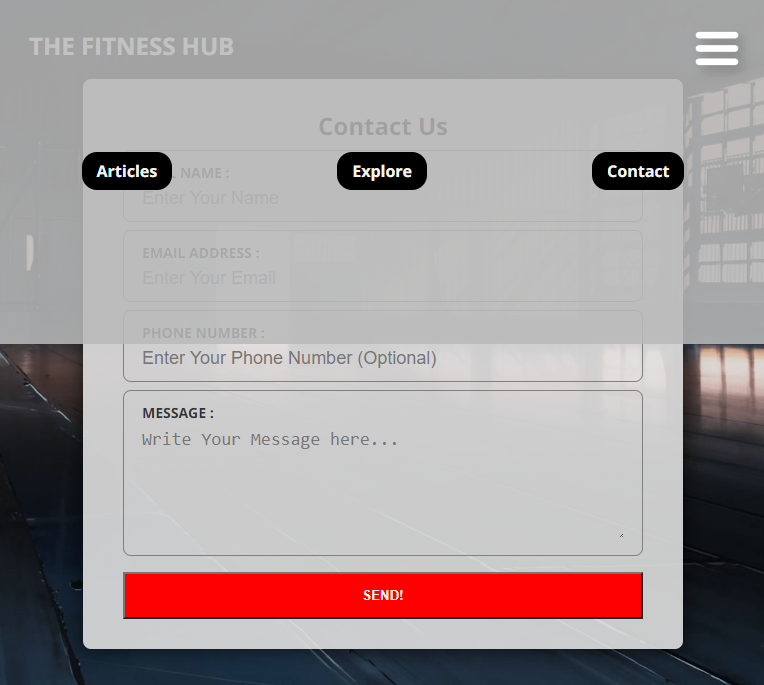 THE FITNESS HUB
Contact Us
Articles
Explore
Contact
NAME :
Enter Your Name
EMAIL ADDRESS :
Enter Your Email
PHONE NUMBER :
Enter Your Phone Number (Optional)
MESSAGE :
Write Your Message here...
SEND!